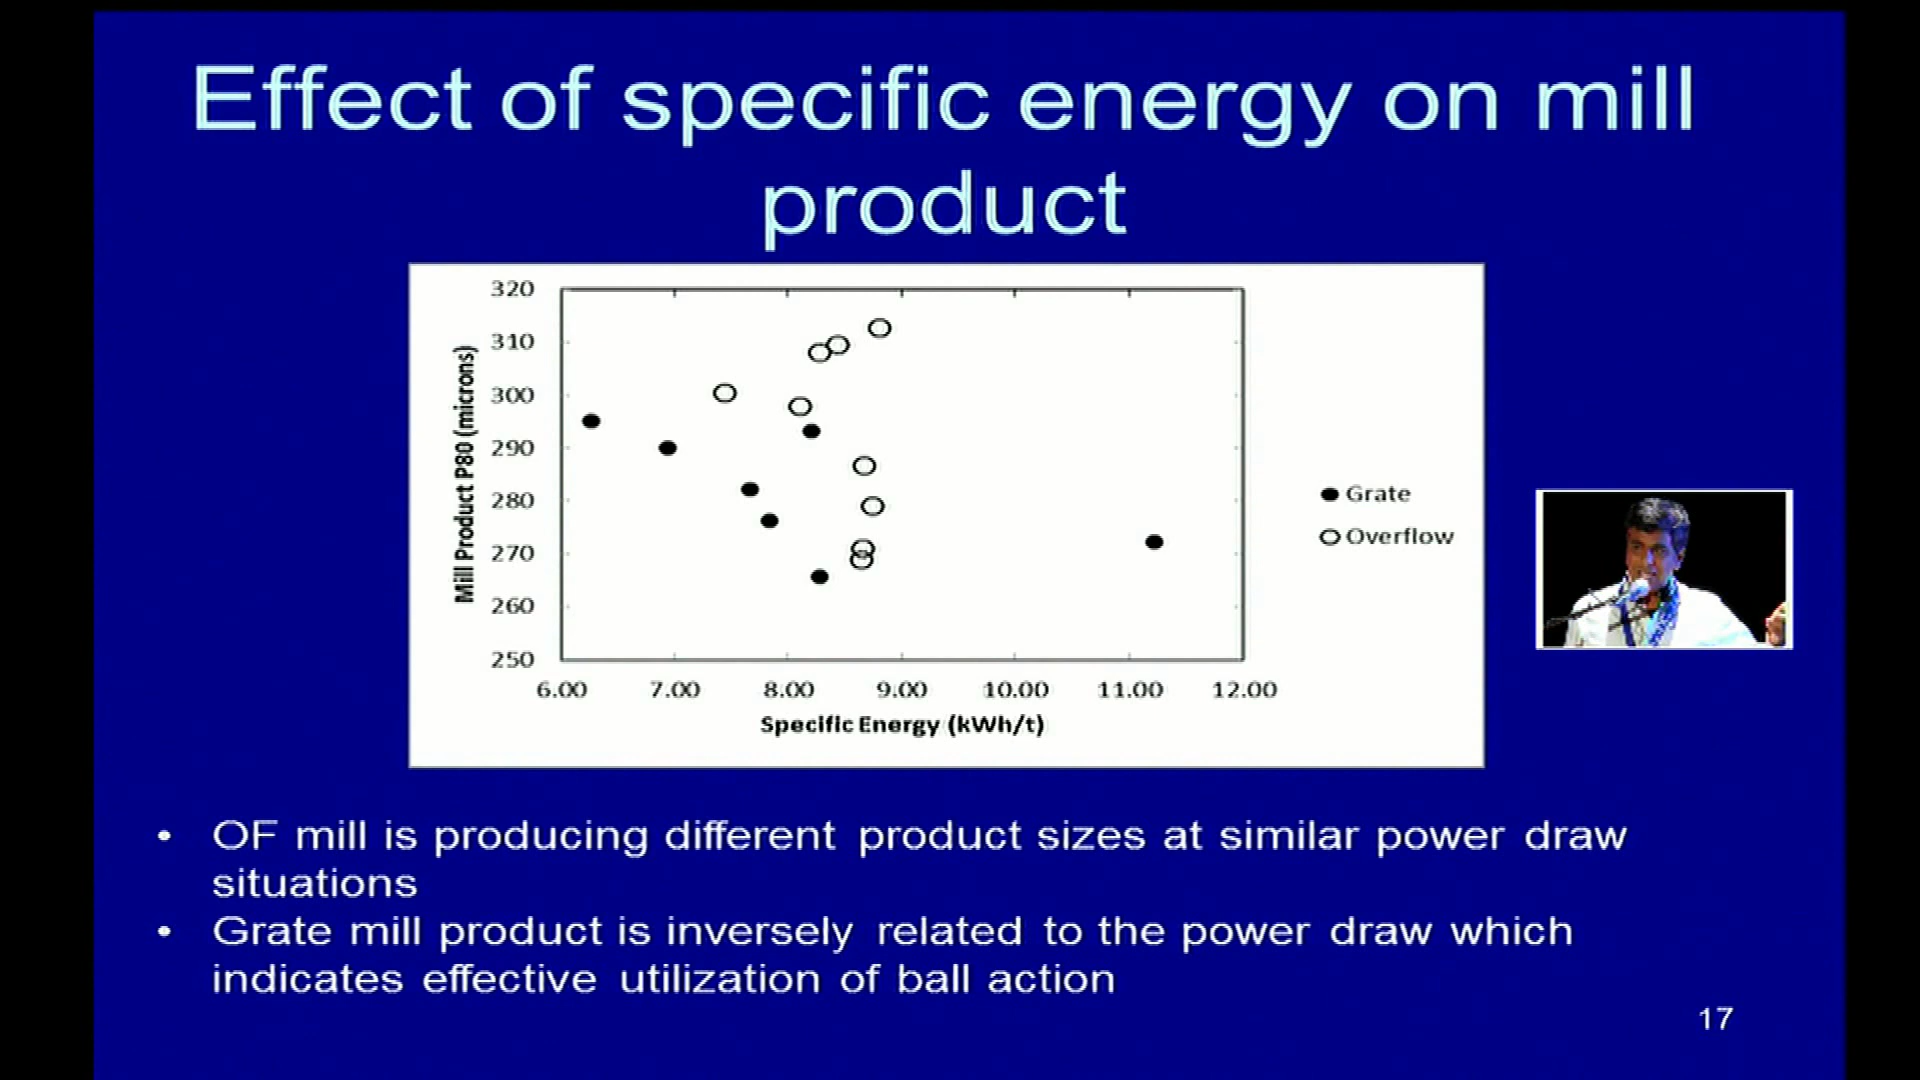 Effect of specific energy on mill
product
320
310
300
290
280
270
260
250
Mill Product P80 (microns)
6.00 7.00 8.00 9.00 10.00 11.00 12.00
Specific Energy (kWh/t)
Grate
Overflow
• OF mill is producing different product sizes at similar power draw
situations
• Grate mill product is inversely related to the power draw which
indicates effective utilization of ball action
17